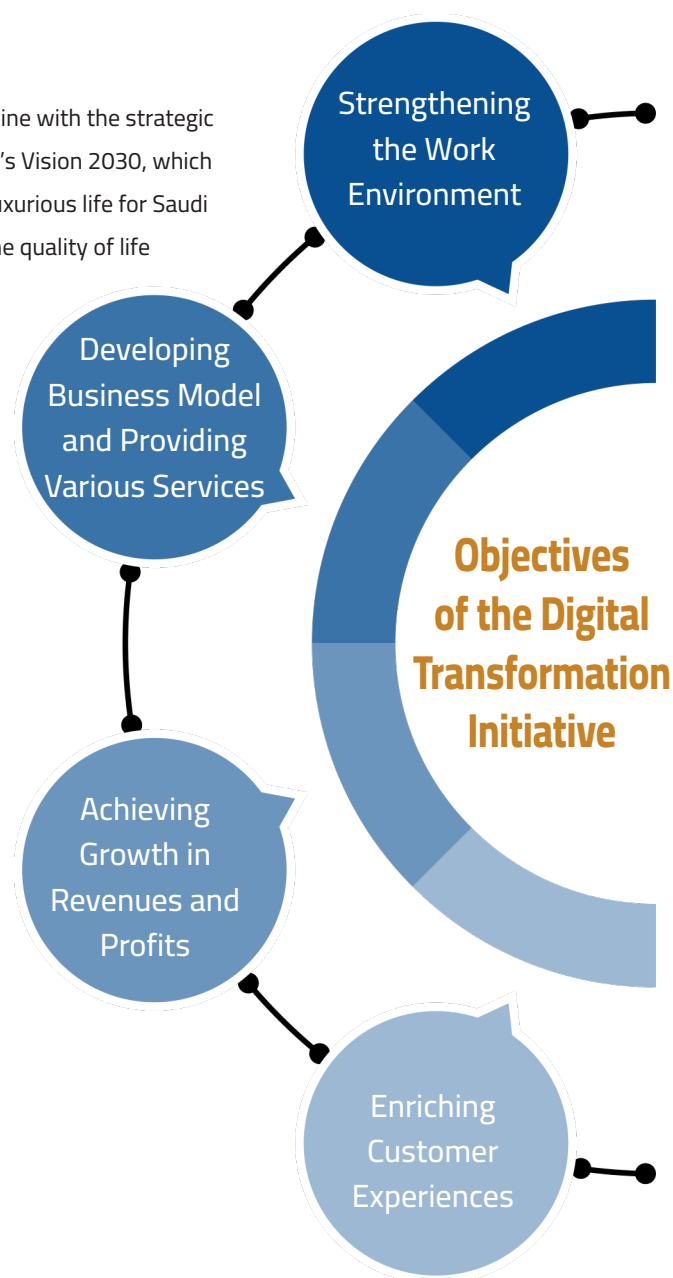 ine with the strategic
's Vision 2030, which
uxurious life for Saudi
ne quality of life
Strengthening
the Work
Environment
Developing
Business Model
and Providing
Various Services
Objectives
of the Digital
Transformation
Initiative
Achieving
Growth in
Revenues and
Profits
Enriching
Customer
Experiences